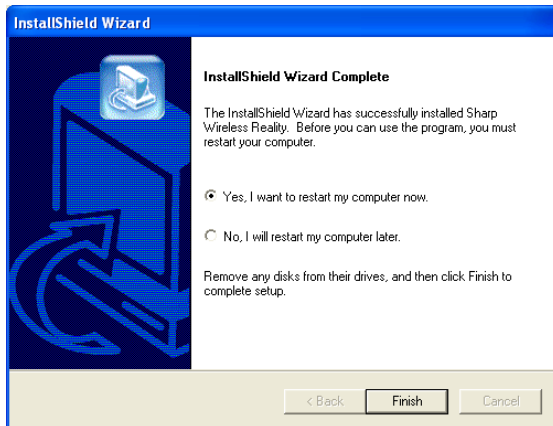 InstallShield Wizard
InstallShield Wizard Complete
The InstallShield Wizard has successfully installed Sharp
Wireless Reality. Before you can use the program, you must
restart your computer.
Yes, I want to restart my computer now.
No, I will restart my computer later.
Remove any disks from their drives, and then click Finish to
complete setup.
< Back Finish Cancel